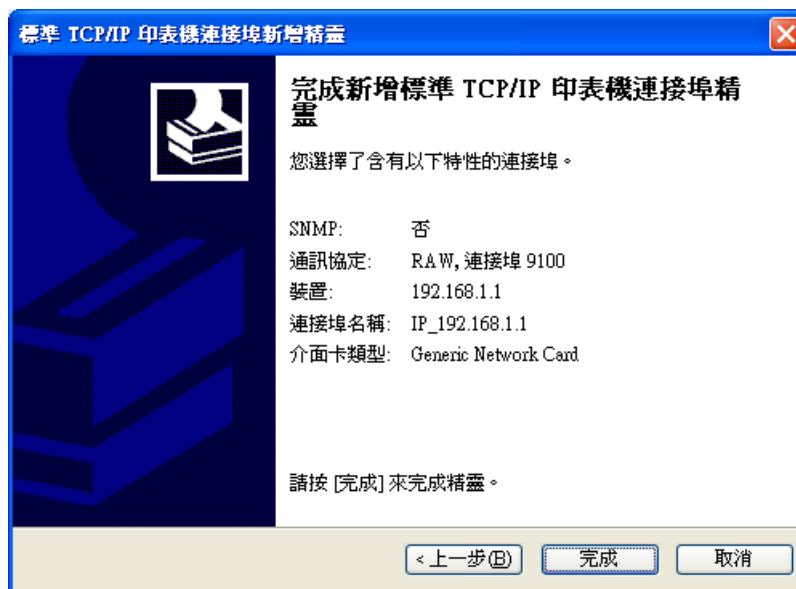 標準 TCP/IP 印表機連接埠新增精靈
完成新增標準 TCP/IP 印表機連接埠精
靈
您選擇了含有以下特性的連接埠。
SNMP: 否
通訊協定: RAW, 連接埠 9100
裝置: 192.168.1.1
連接埠名稱: IP_192.168.1.1
介面卡類型: Generic Network Card
請按 [完成] 來完成精靈。
< 上一步(B) 完成 取消